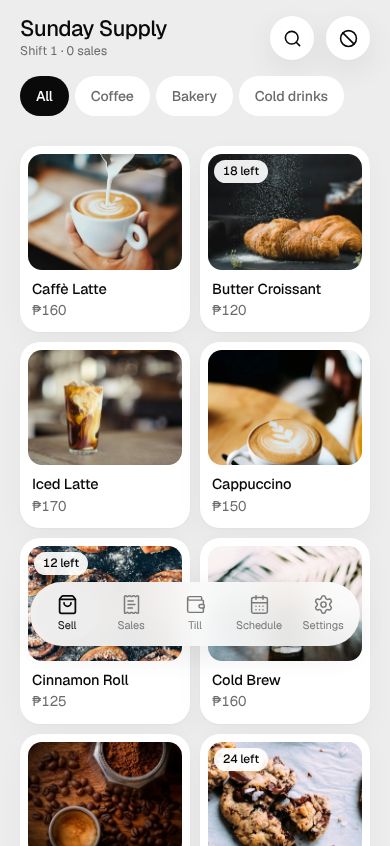 Sunday Supply
Shift 1 · 0 sales
All
Coffee
Bakery
Cold drinks
18 left
Caffè Latte
₱160
Butter Croissant
₱120
Iced Latte
₱170
Cappuccino
₱150
12 left
Sell
Sales
Till
Schedule
Settings
Cinnamon Roll
₱125
Cold Brew
₱160
24 left